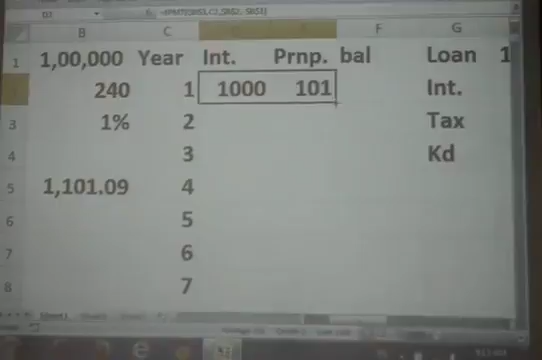 B C G
1 1,00,000 Year Int. Prnp. bal Loan 1
240 1 1000 101 Int.
3 1% 2 Tax
4 3 Kd
5 1,101.09 4
6 5
7 6
8 7